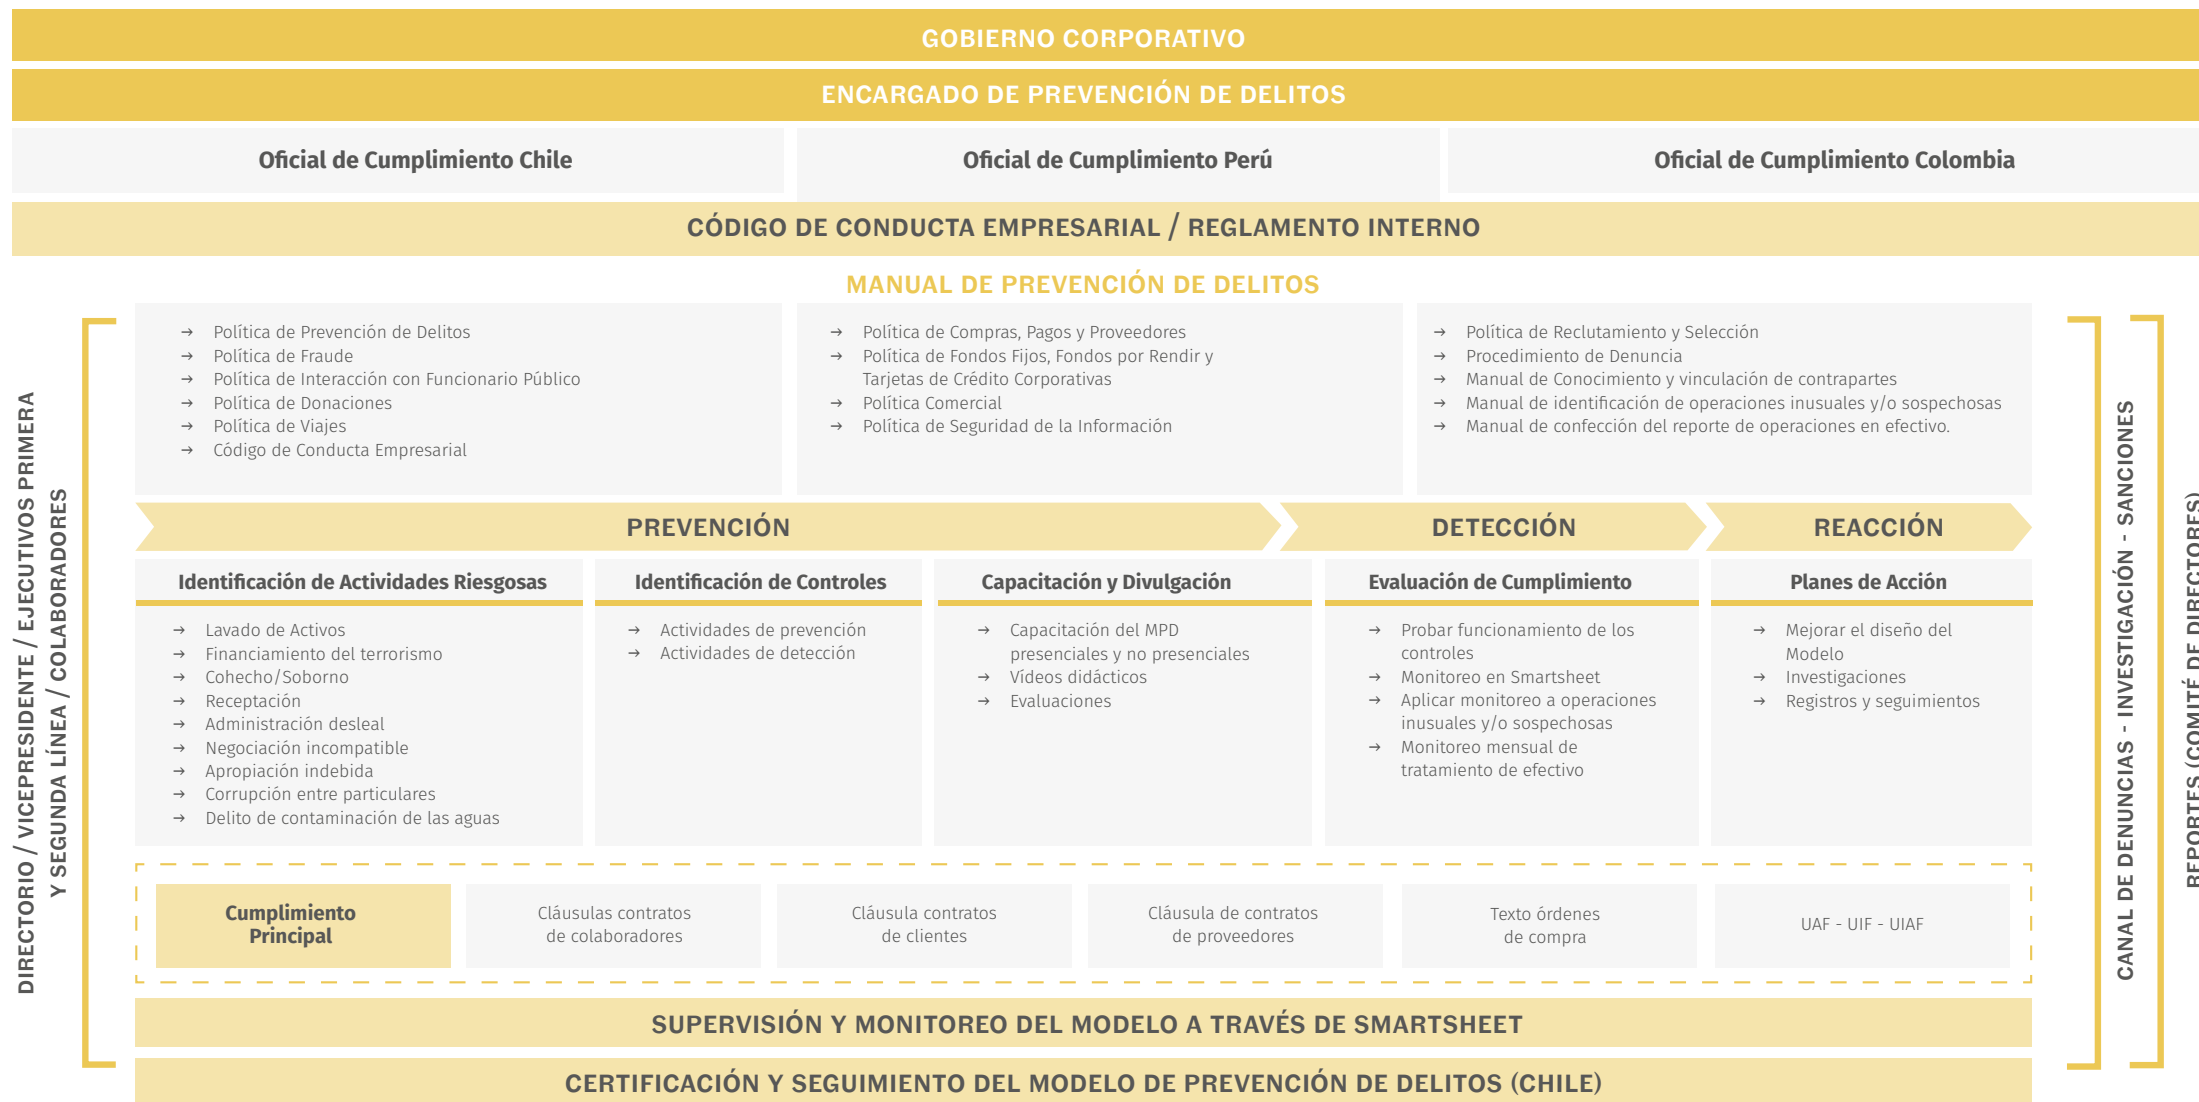 GOBIERNO CORPORATIVO
ENCARGADO DE PREVENCIÓN DE DELITOS
Oficial de Cumplimiento Chile
Oficial de Cumplimiento Perú
Oficial de Cumplimiento Colombia
CÓDIGO DE CONDUCTA EMPRESARIAL / REGLAMENTO INTERNO
MANUAL DE PREVENCIÓN DE DELITOS
DIRECTORIO / VICEPRESIDENTE / EJECUTIVOS PRIMERA
Y SEGUNDA LÍNEA / COLABORADORES
→ Política de Prevención de Delitos
→ Política de Fraude
→ Política de Interacción con Funcionario Público
→ Política de Donaciones
→ Política de Viajes
→ Código de Conducta Empresarial
→ Política de Compras, Pagos y Proveedores
→ Política de Fondos Fijos, Fondos por Rendir y
Tarjetas de Crédito Corporativas
→ Política Comercial
→ Política de Seguridad de la Información
→ Política de Reclutamiento y Selección
→ Procedimiento de Denuncia
→ Manual de Conocimiento y vinculación de contrapartes
→ Manual de identificación de operaciones inusuales y/o sospechosas
→ Manual de confección del reporte de operaciones en efectivo.
PREVENCIÓN
DETECCIÓN
REACCIÓN
Identificación de Actividades Riesgosas
→ Lavado de Activos
→ Financiamiento del terrorismo
→ Cohecho/Soborno
→ Receptación
→ Administración desleal
→ Negociación incompatible
→ Apropiación indebida
→ Corrupción entre particulares
→ Delito de contaminación de las aguas
Identificación de Controles
→ Actividades de prevención
→ Actividades de detección
Capacitación y Divulgación
→ Capacitación del MPD
presenciales y no presenciales
→ Vídeos didácticos
→ Evaluaciones
Evaluación de Cumplimiento
→ Probar funcionamiento de los
controles
→ Monitoreo en Smartsheet
→ Aplicar monitoreo a operaciones
inusuales y/o sospechosas
→ Monitoreo mensual de
tratamiento de efectivo
Planes de Acción
→ Mejorar el diseño del
Modelo
→ Investigaciones
→ Registros y seguimientos
Cumplimiento
Principal
Cláusulas contratos
de colaboradores
Cláusula contratos
de clientes
Cláusula de contratos
de proveedores
Texto órdenes
de compra
UAF - UIF - UIAF
SUPERVISIÓN Y MONITOREO DEL MODELO A TRAVÉS DE SMARTSHEET
CERTIFICACIÓN Y SEGUIMIENTO DEL MODELO DE PREVENCIÓN DE DELITOS (CHILE)
CANAL DE DENUNCIAS - INVESTIGACIÓN - SANCIONES
REPORTES (COMITÉ DE DIRECTORES)